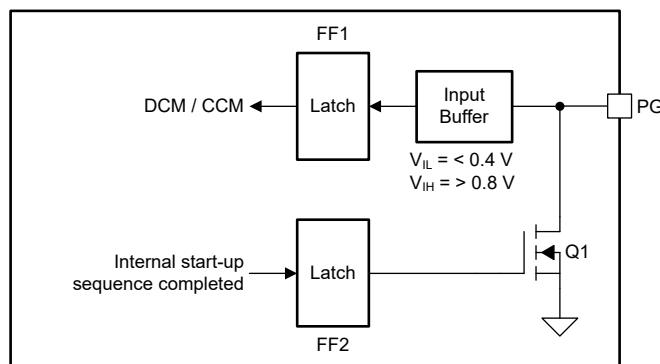 FF1
DCM / CCM
Latch
Input
Buffer
PG
V_IL = < 0.4 V
V_IH = > 0.8 V
Internal start-up
sequence completed
Latch
Q1
FF2